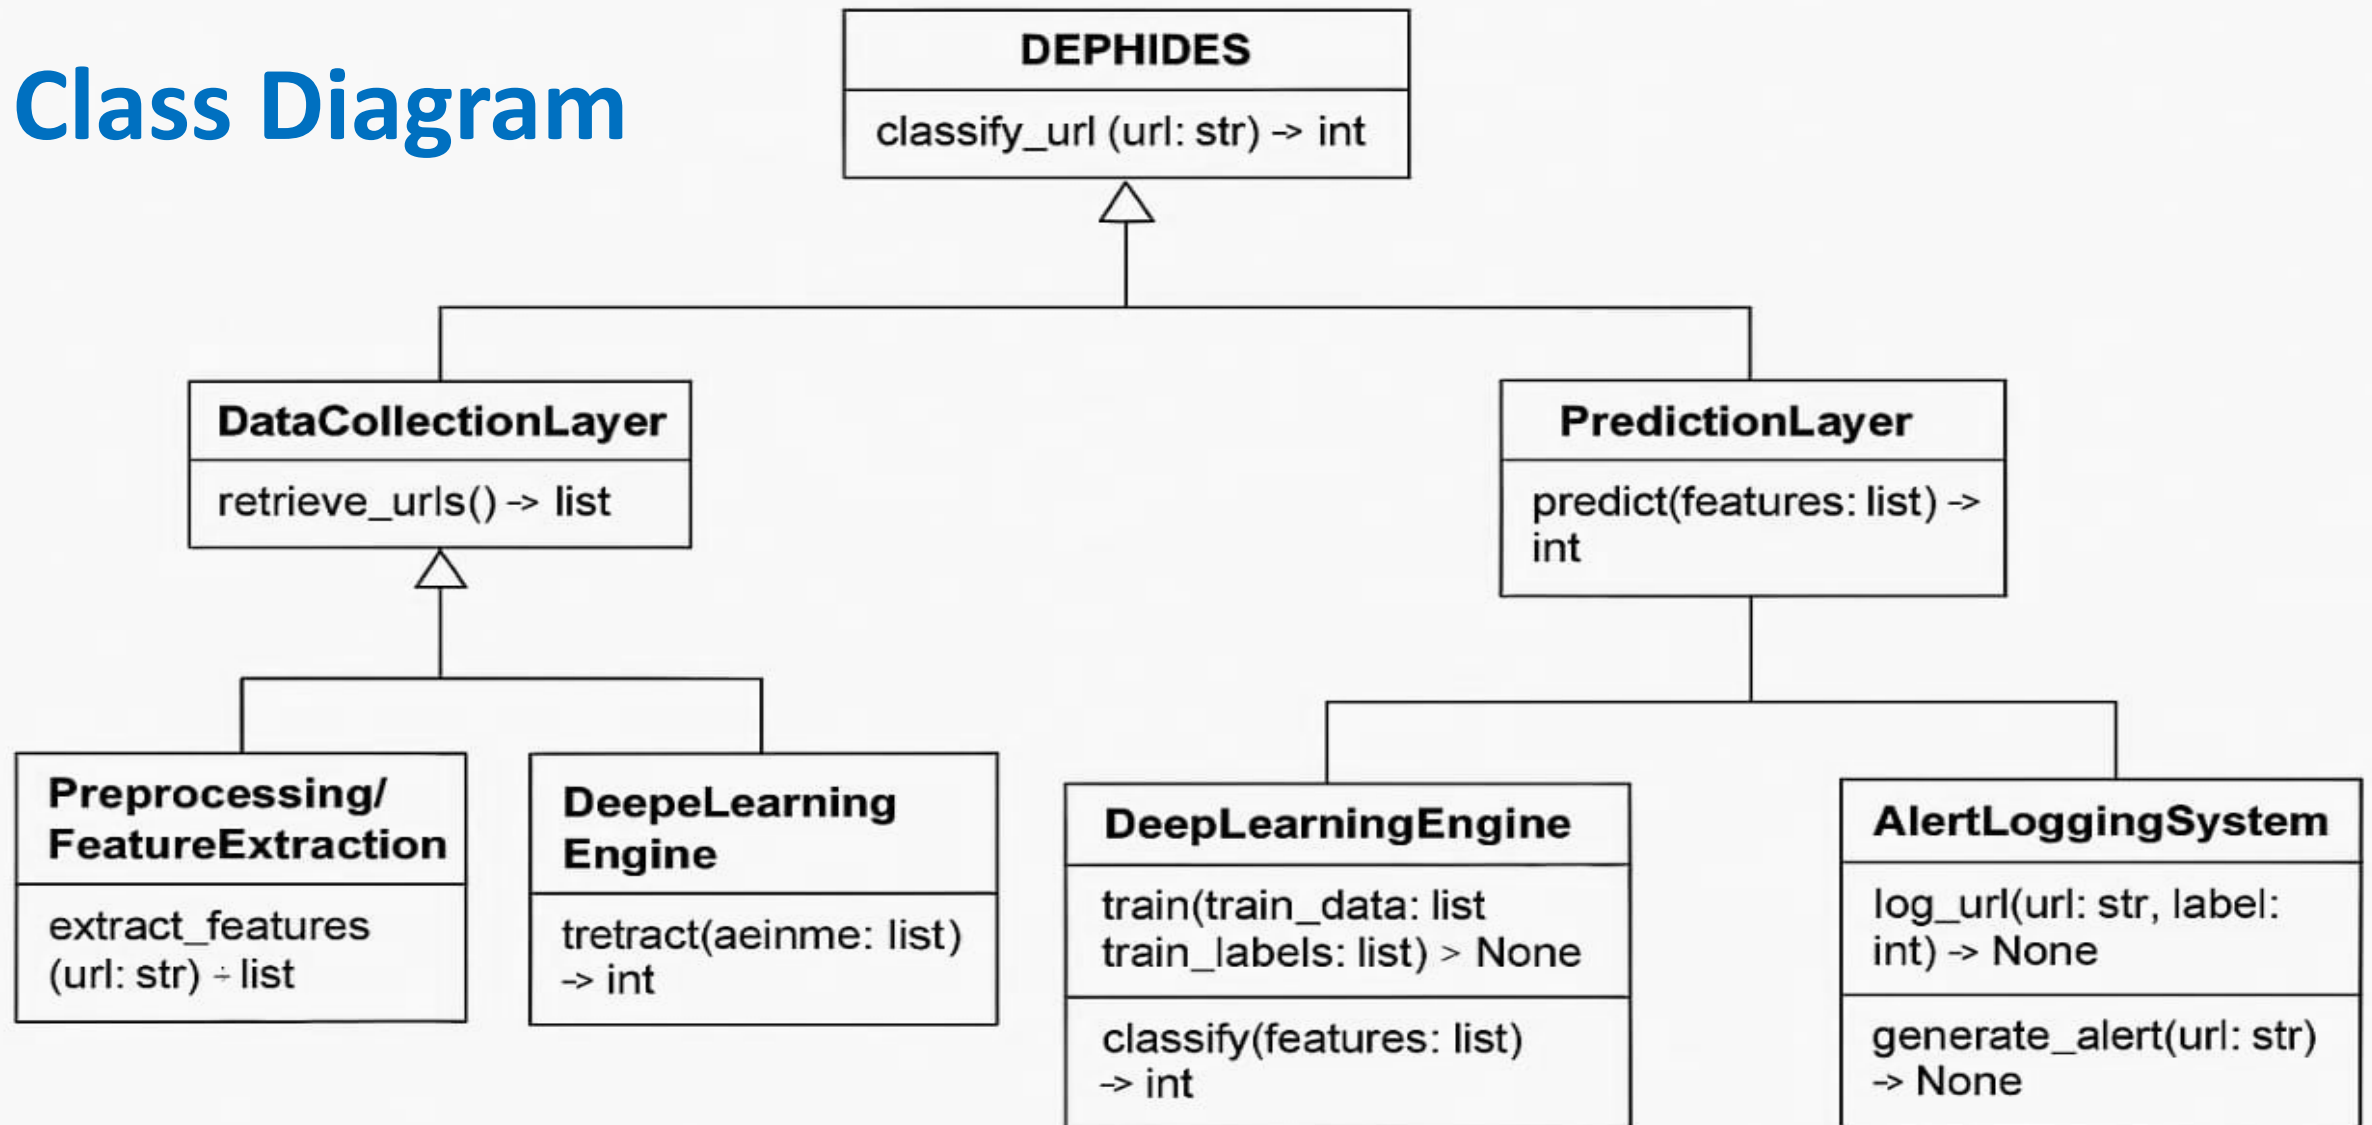 Class Diagram
DEPHIDES
classify_url (url: str) -> int
DataCollectionLayer
retrieve_urls() -> list
PredictionLayer
predict(features: list) ->
int
Preprocessing/
FeatureExtraction
extract_features
(url: str) ÷ list
DeepeLearning
Engine
tretract(aeinme: list)
-> int
DeepLearningEngine
train(train_data: list
train_labels: list) > None
classify(features: list)
-> int
AlertLoggingSystem
log_url(url: str, label:
int) -> None
generate_alert(url: str)
-> None